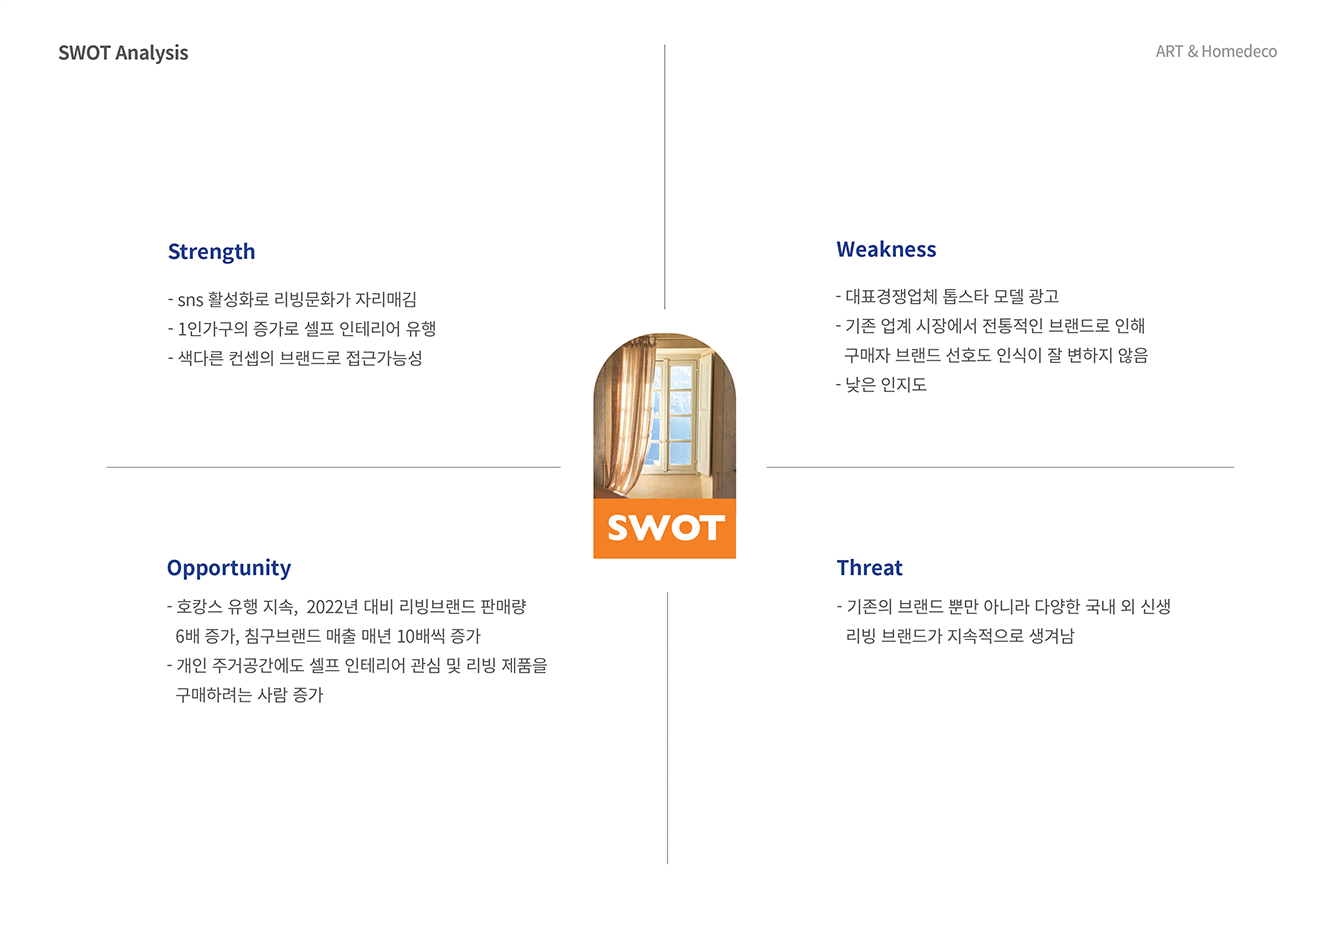 SWOT Analysis
ART & Homedeco
Strength
- sns 활성화로 리빙문화가 자리매김
- 1인가구의 증가로 셀프 인테리어 유행
- 색다른 컨셉의 브랜드로 접근가능성
Weakness
- 대표경쟁업체 톱스타 모델 광고
- 기존 업계 시장에서 전통적인 브랜드로 인해
구매자 브랜드 선호도 인식이 잘 변하지 않음
- 낮은 인지도
SWOT
Opportunity
- 호캉스 유행 지속, 2022년 대비 리빙브랜드 판매량
6배 증가, 침구브랜드 매출 매년 10배씩 증가
- 개인 주거공간에도 셀프 인테리어 관심 및 리빙 제품을
구매하려는 사람 증가
Threat
- 기존의 브랜드 뿐만 아니라 다양한 국내 외 신생
리빙 브랜드가 지속적으로 생겨남